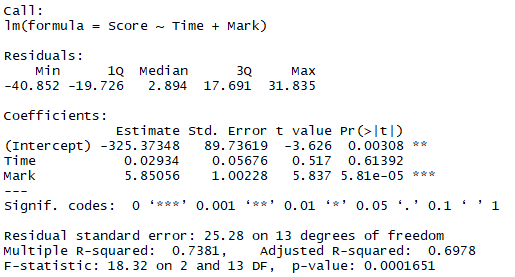 Call:
lm(formula = Score ~ Time + Mark)
Residuals:
    Min      1Q  Median      3Q     Max
-40.852 -19.726   2.894  17.691  31.835
Coefficients:
             Estimate Std. Error t value Pr(>|t|)
(Intercept) -325.37348   89.73619  -3.626  0.00308 **
Time           0.02934    0.05676   0.517  0.61392
Mark           5.85056    1.00228   5.837 5.81e-05 ***
---
Signif. codes:  0 ‘***’ 0.001 ‘**’ 0.01 ‘*’ 0.05 ‘.’ 0.1 ‘ ’ 1
Residual standard error: 25.28 on 13 degrees of freedom
Multiple R-squared:  0.7381,    Adjusted R-squared:  0.6978
F-statistic: 18.32 on 2 and 13 DF,  p-value: 0.0001651